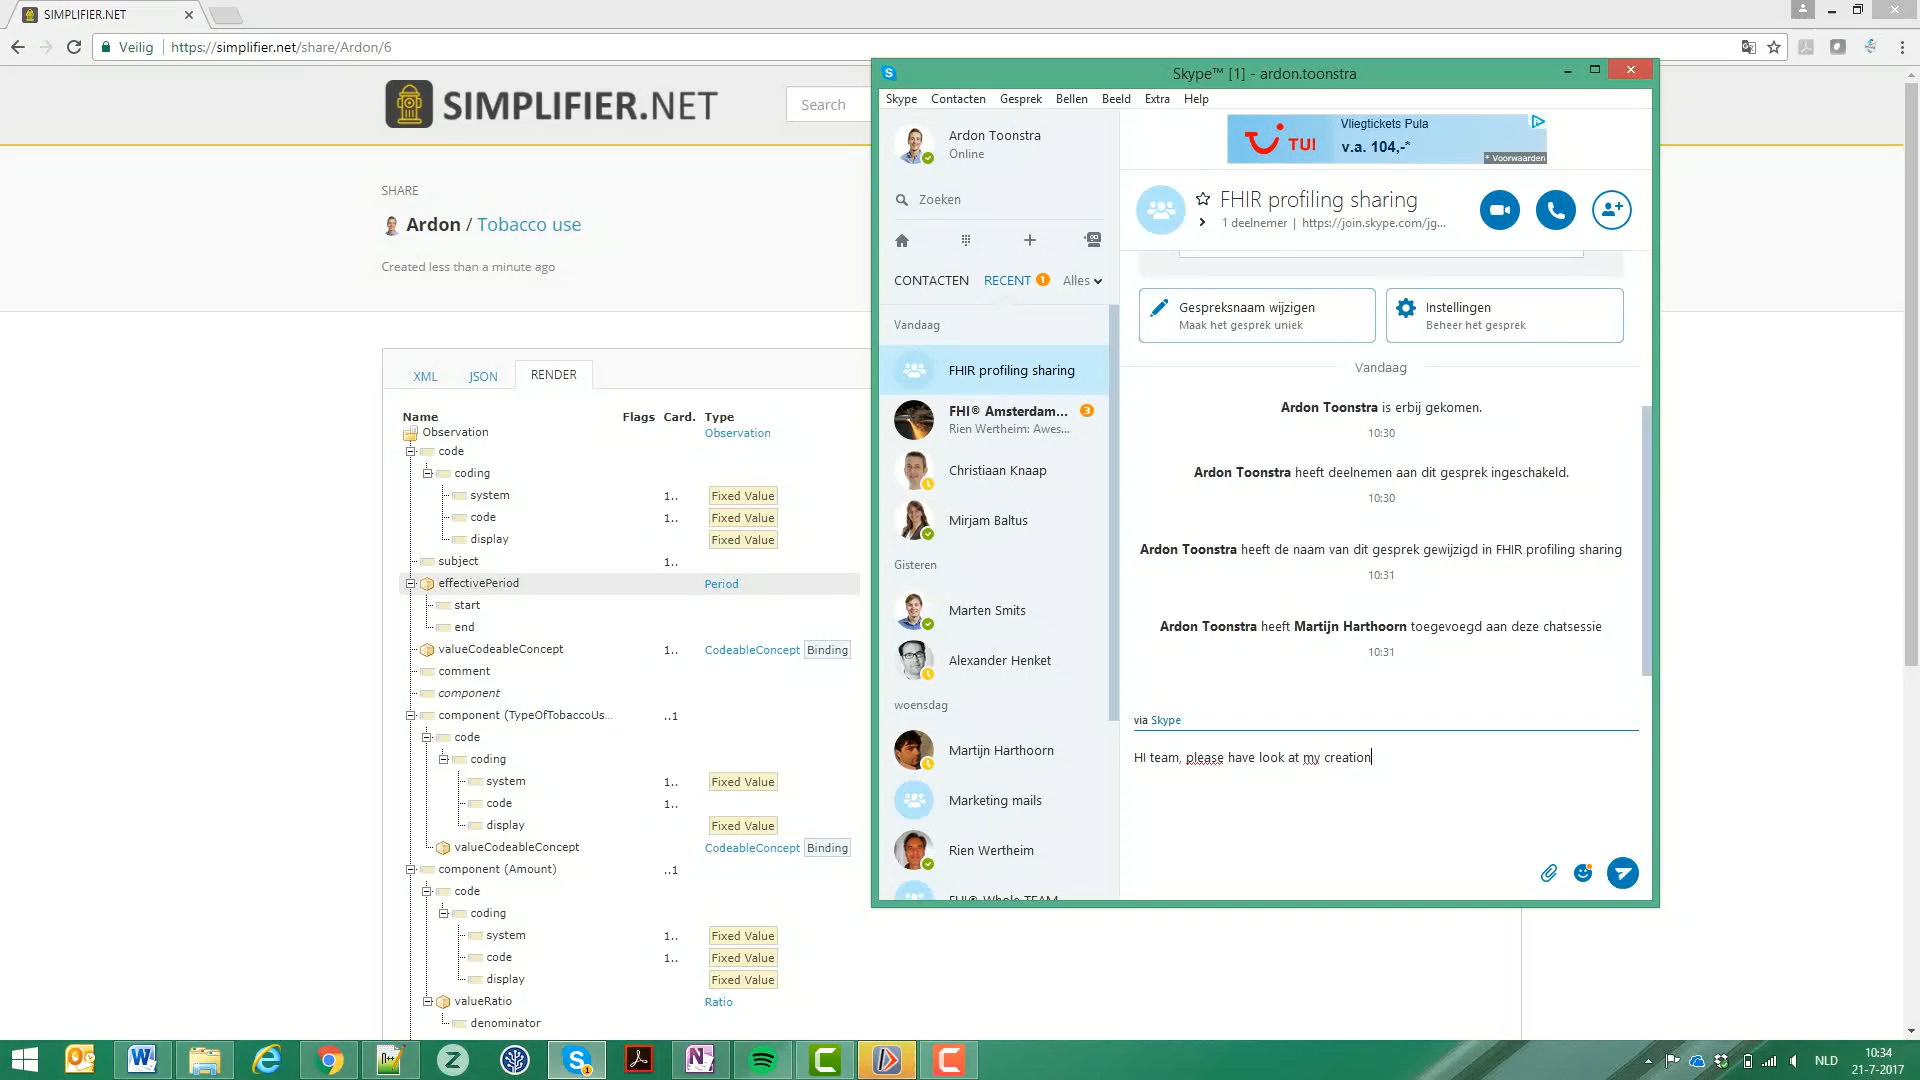 SIMPLIFIER.NET
Veilig https://simplifier.net/share/Ardon/6
SIMPLIFIER.NET
Search
SHARE
Ardon / Tobacco use
Created less than a minute ago
XML JSON RENDER
Name Flags Card. Type
Observation Observation
code
coding
system 1.. Fixed Value
code 1.. Fixed Value
display Fixed Value
subject 1..
effectivePeriod Period
start
end
valueCodeableConcept 1.. CodeableConcept Binding
comment
component
component (TypeOfTobaccoUs... ..1
code
coding
system 1.. Fixed Value
code 1..
display Fixed Value
valueCodeableConcept CodeableConcept Binding
component (Amount) ..1
code
coding
system 1.. Fixed Value
code 1.. Fixed Value
display Fixed Value
valueRatio Ratio
denominator
Skype™ [1] - ardon.toonstra
Skype Contacten Gesprek Bellen Beeld Extra Help
Ardon Toonstra
Online
Zoeken
CONTACTEN RECENT 1 Alles
Vandaag
FHIR profiling sharing
FHI® Amsterdam... 3
Rien Wertheim: Awes...
Christiaan Knaap
Mirjam Baltus
Gisteren
Marten Smits
Alexander Henket
woensdag
Martijn Harthoorn
Marketing mails
Rien Wertheim
FHI® Whole TEAM
TUI
Vliegtickets Pula
v.a. 104,-*
* Voorwaarden
FHIR profiling sharing
1 deelnemer | https://join.skype.com/jg...
Gespreksnaam wijzigen
Maak het gesprek uniek
Instellingen
Beheer het gesprek
Vandaag
Ardon Toonstra is erbij gekomen.
10:30
Ardon Toonstra heeft deelnemen aan dit gesprek ingeschakeld.
10:30
Ardon Toonstra heeft de naam van dit gesprek gewijzigd in FHIR profiling sharing
10:31
Ardon Toonstra heeft Martijn Harthoorn toegevoegd aan deze chatsessie
10:31
via Skype
HI team, please have look at my creation
NLD
10:34
21-7-2017